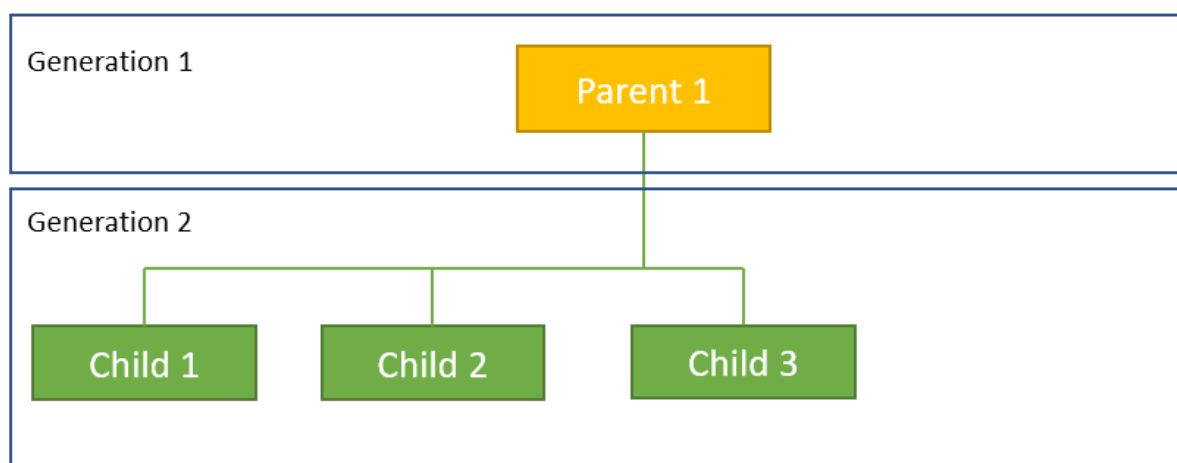 Generation 1
Parent 1
Generation 2
Child 1
Child 2
Child 3